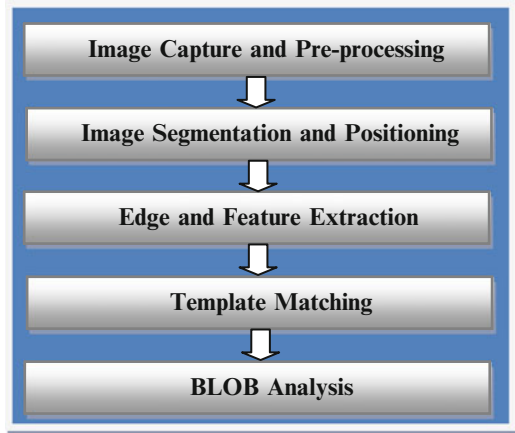 Image Capture and Pre-processing
Image Segmentation and Positioning
Edge and Feature Extraction
Template Matching
BLOB Analysis